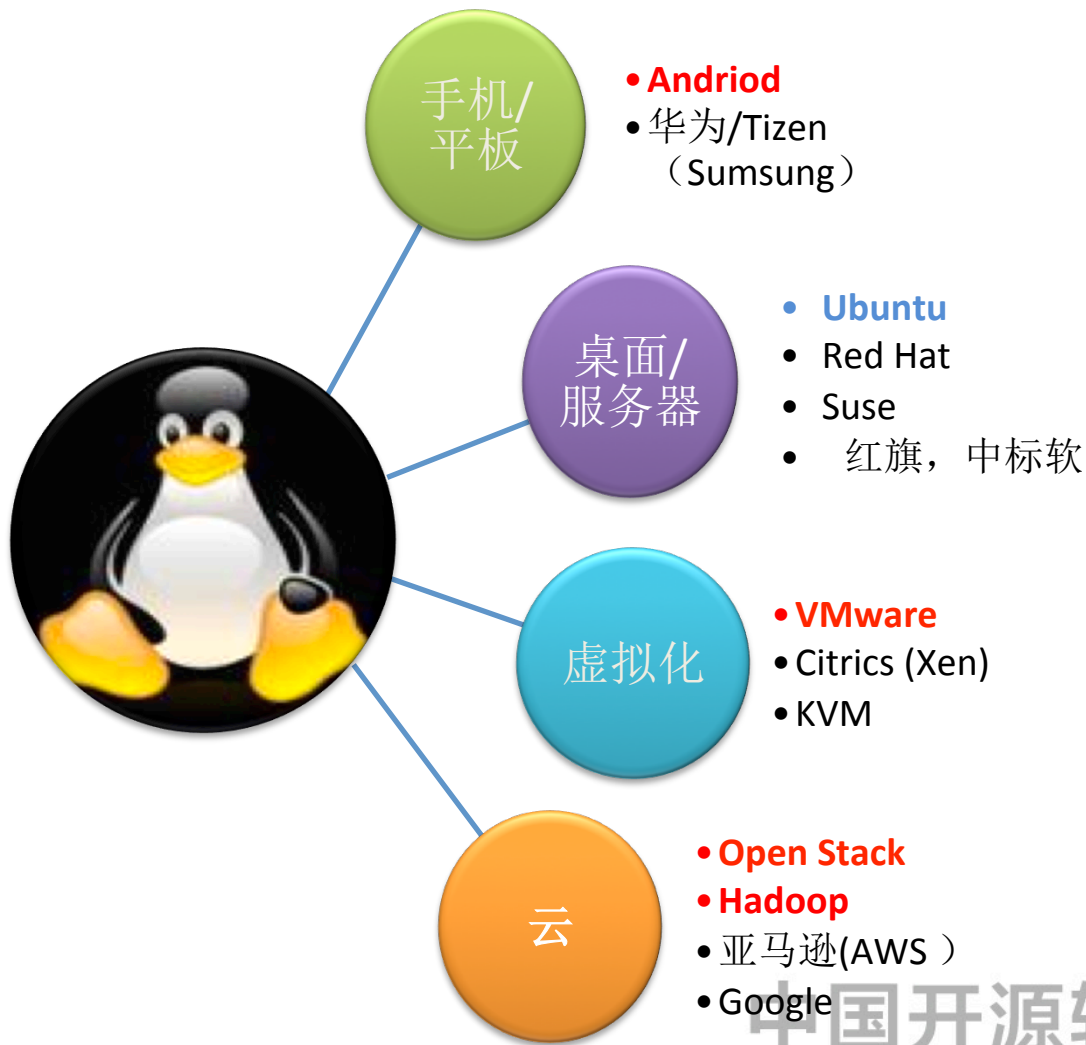 手机/
平板
•Andriod
•华为/Tizen
（Sumsung）
桌面/
服务器
• Ubuntu
• Red Hat
• Suse
• 红旗，中标软
虚拟化
•VMware
•Citrics (Xen)
•KVM
云
•Open Stack
•Hadoop
•亚马逊(AWS ）
•Google
中国开源软